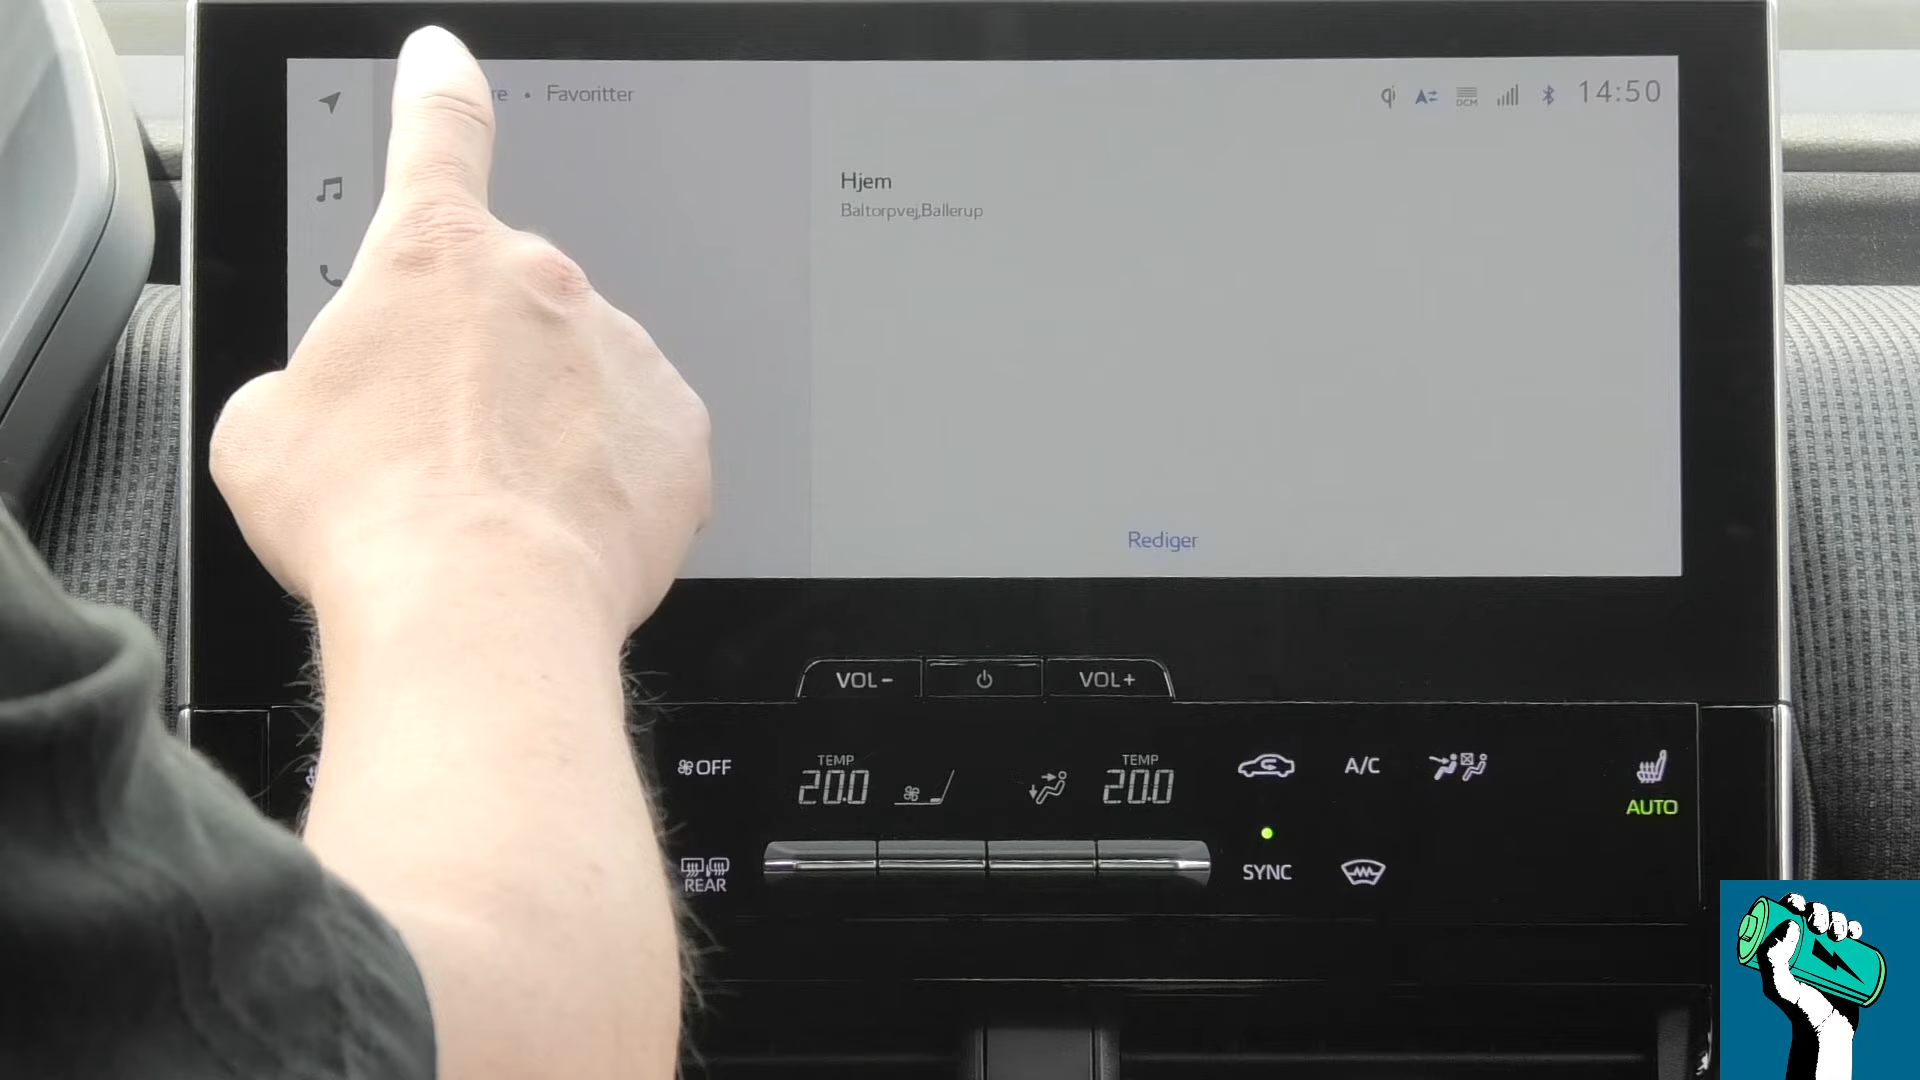 • Favoritter
14:50
DCM
Hjem
Baltorpvej,Ballerup
Rediger
VOL- VOL+
OFF
TEMP
20.0
TEMP
20.0
A/C
AUTO
REAR
SYNC